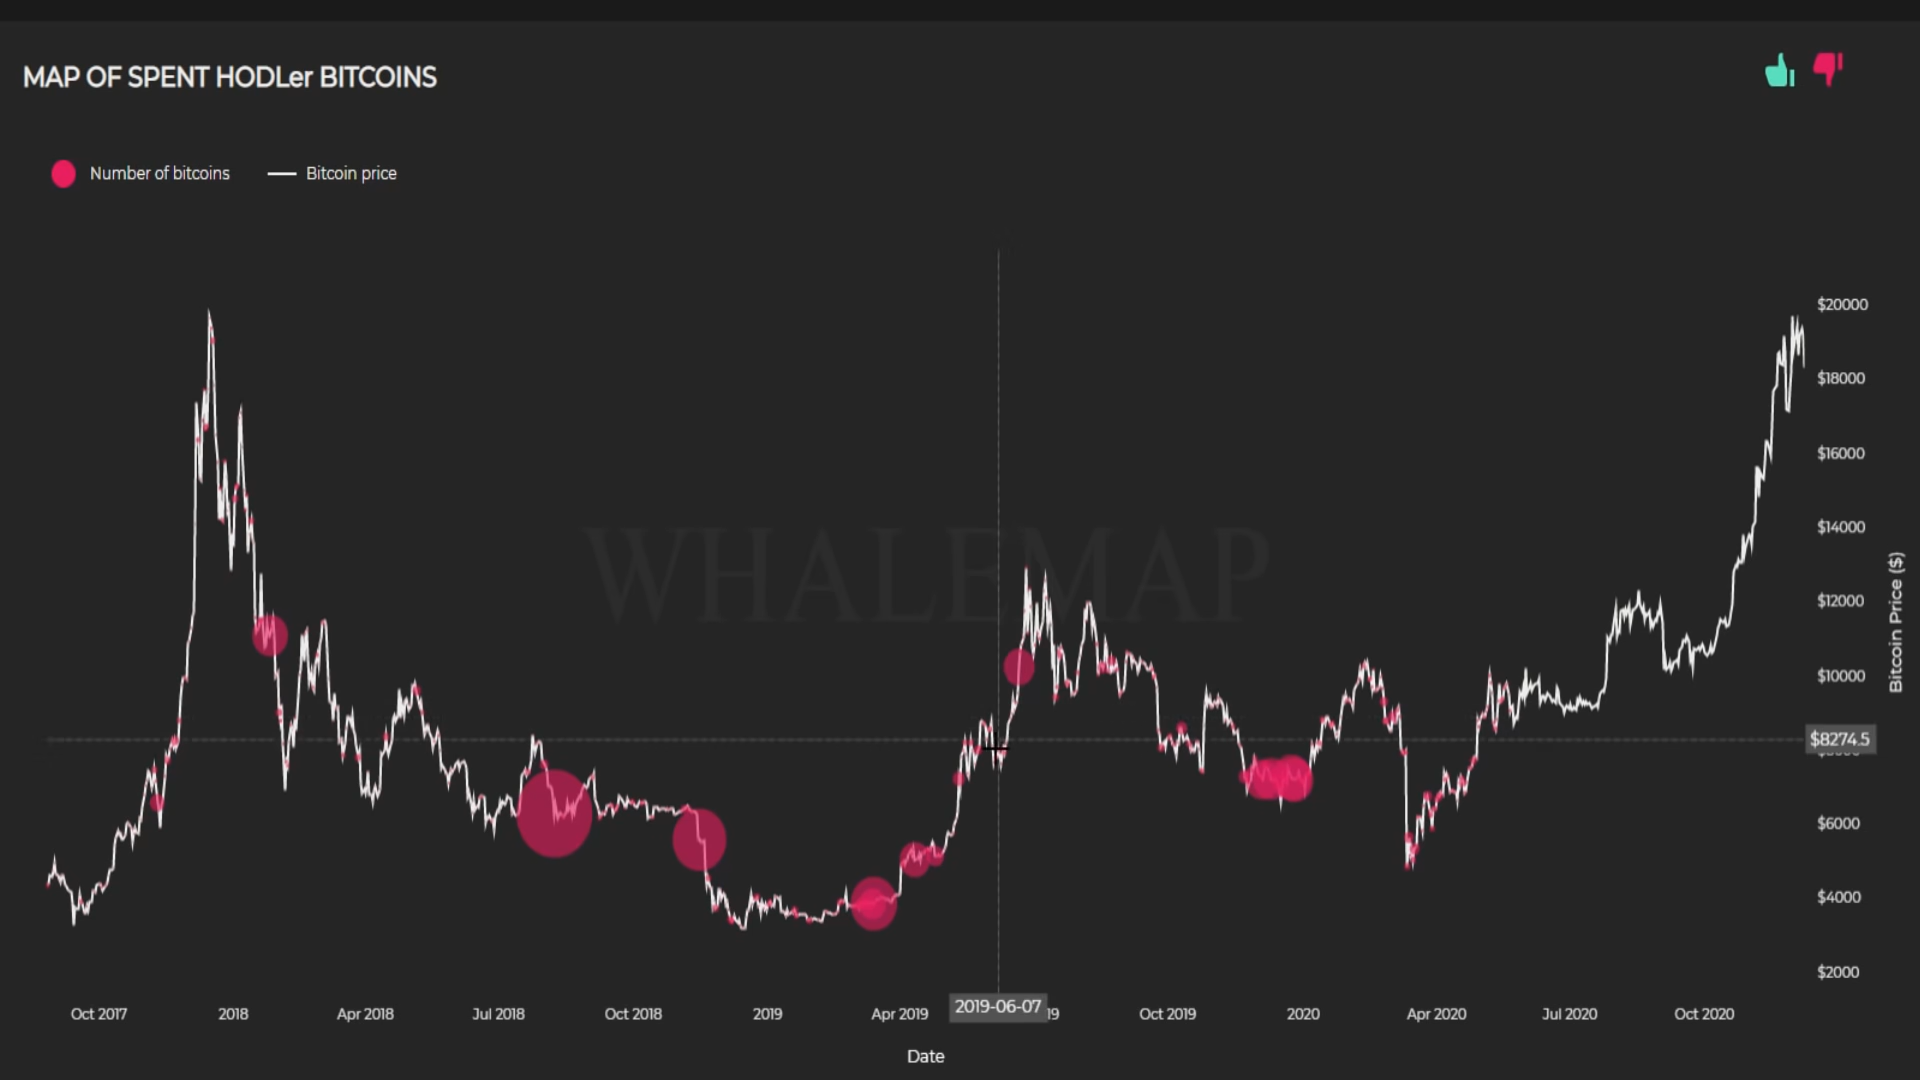 MAP OF SPENT HODLer BITCOINS
Number of bitcoins
Bitcoin price
WHALEMAP
$20000
$18000
$16000
$14000
$12000
$10000
$8274.5
$6000
$4000
$2000
Bitcoin Price ($)
Oct 2017
2018
Apr 2018
Jul 2018
Oct 2018
2019
Apr 2019
2019-06-07
19
Oct 2019
2020
Apr 2020
Jul 2020
Oct 2020
Date